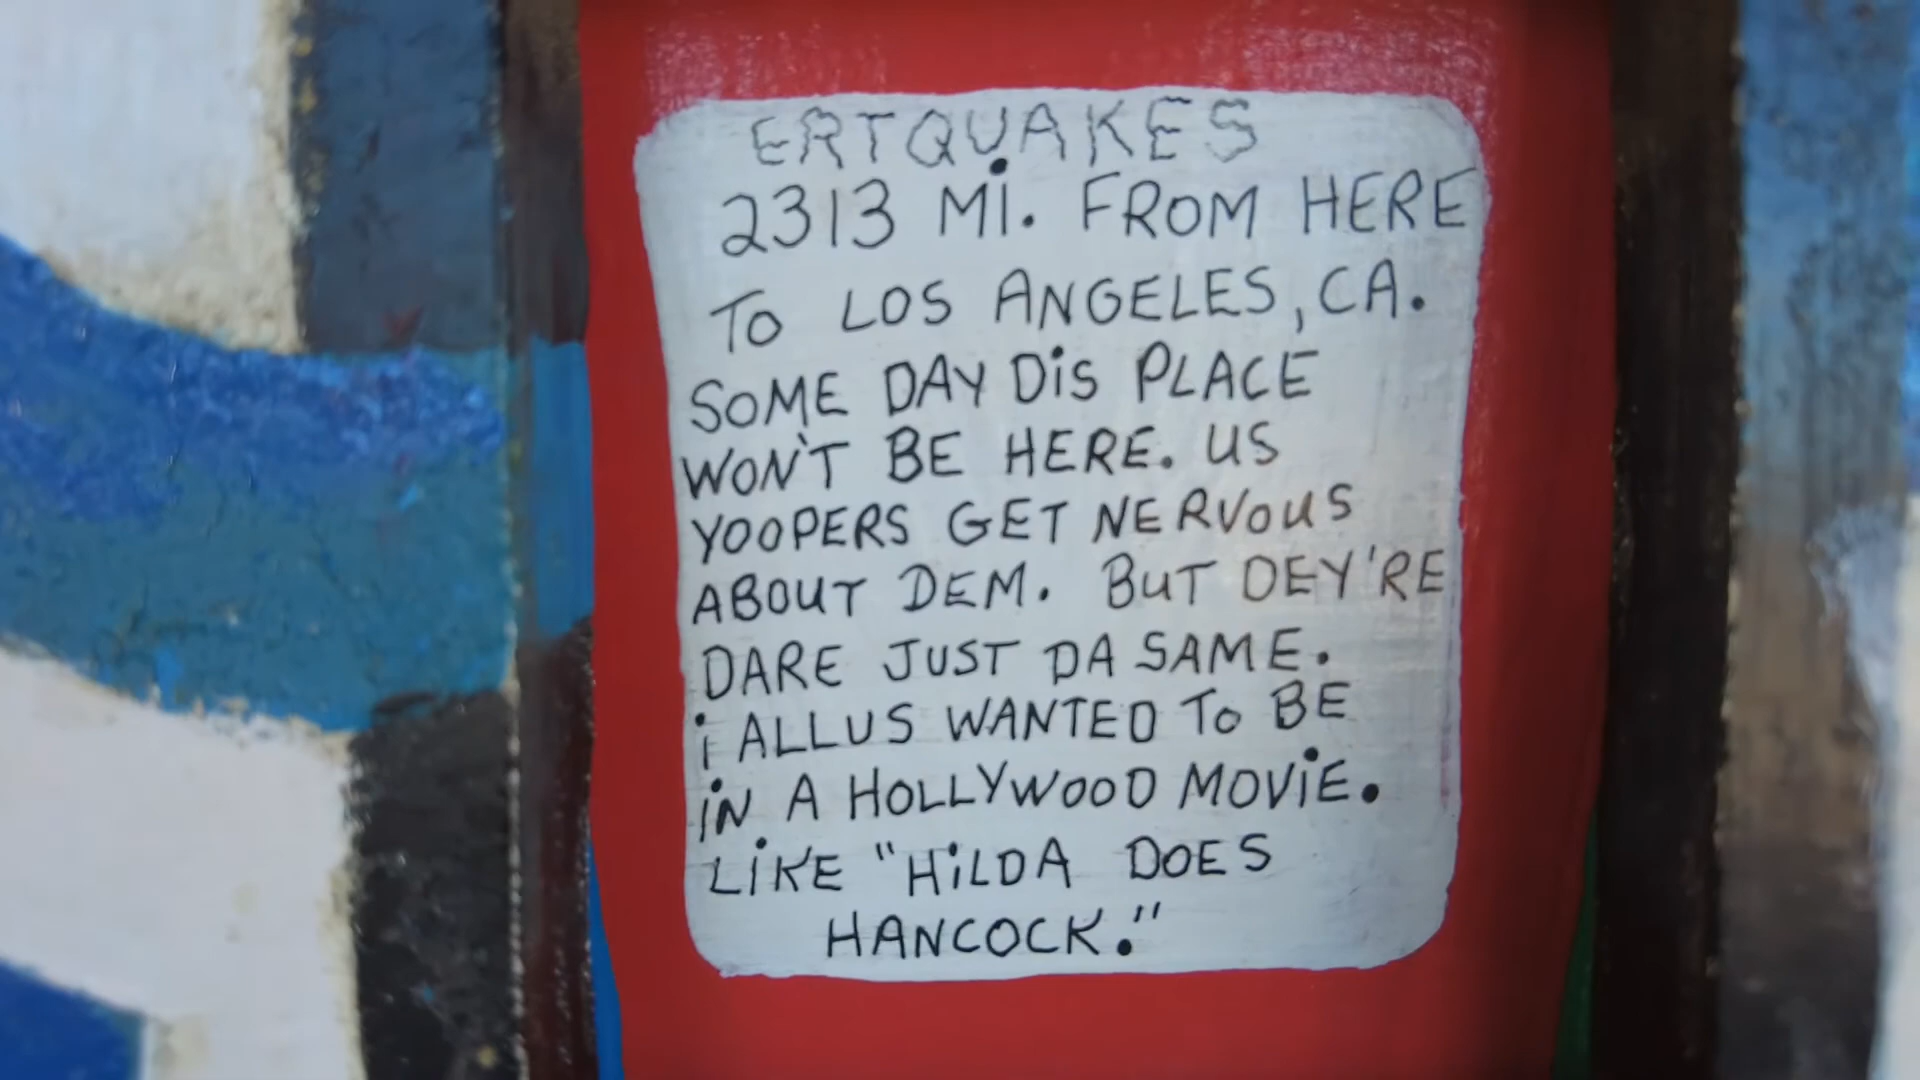 ERTQUAKES
2313 Mi. FROM HERE
TO LOS ANGELES, CA.
SOME DAY DiS PLACE
WON'T BE HERE. US
YOOPERS GET NERVOUS
ABOUT DEM. BUT DEY'RE
DARE JUST DA SAME.
i ALLUS WANTED TO BE
iN A HOLLYWOOD MOViE.
LiKE "HiLDA DOES
HANCOCK."